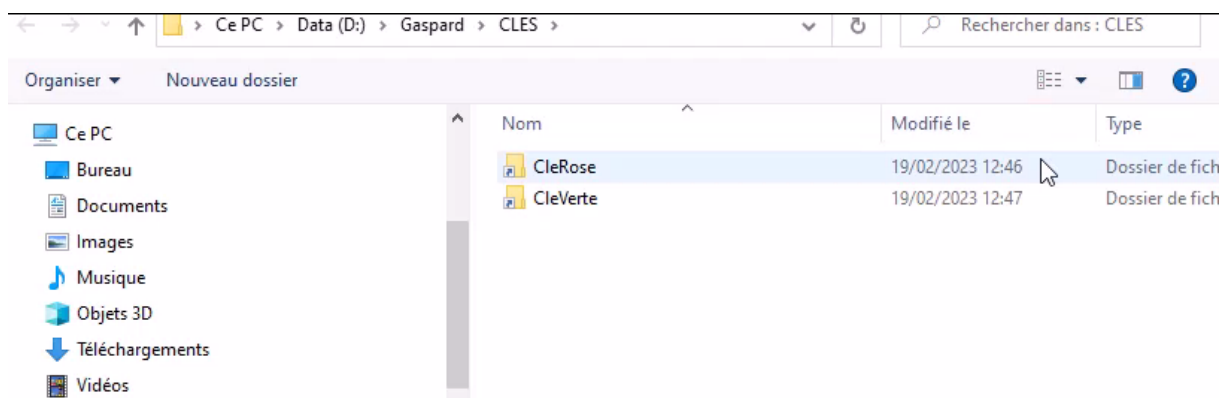 Ce PC > Data (D:) > Gaspard > CLES >
Rechercher dans : CLES
Organiser
Nouveau dossier
?
Ce PC
Bureau
Documents
Images
Musique
Objets 3D
Téléchargements
Vidéos
Nom Modifié le Type
CleRose 19/02/2023 12:46 Dossier de fich
CleVerte 19/02/2023 12:47 Dossier de fich